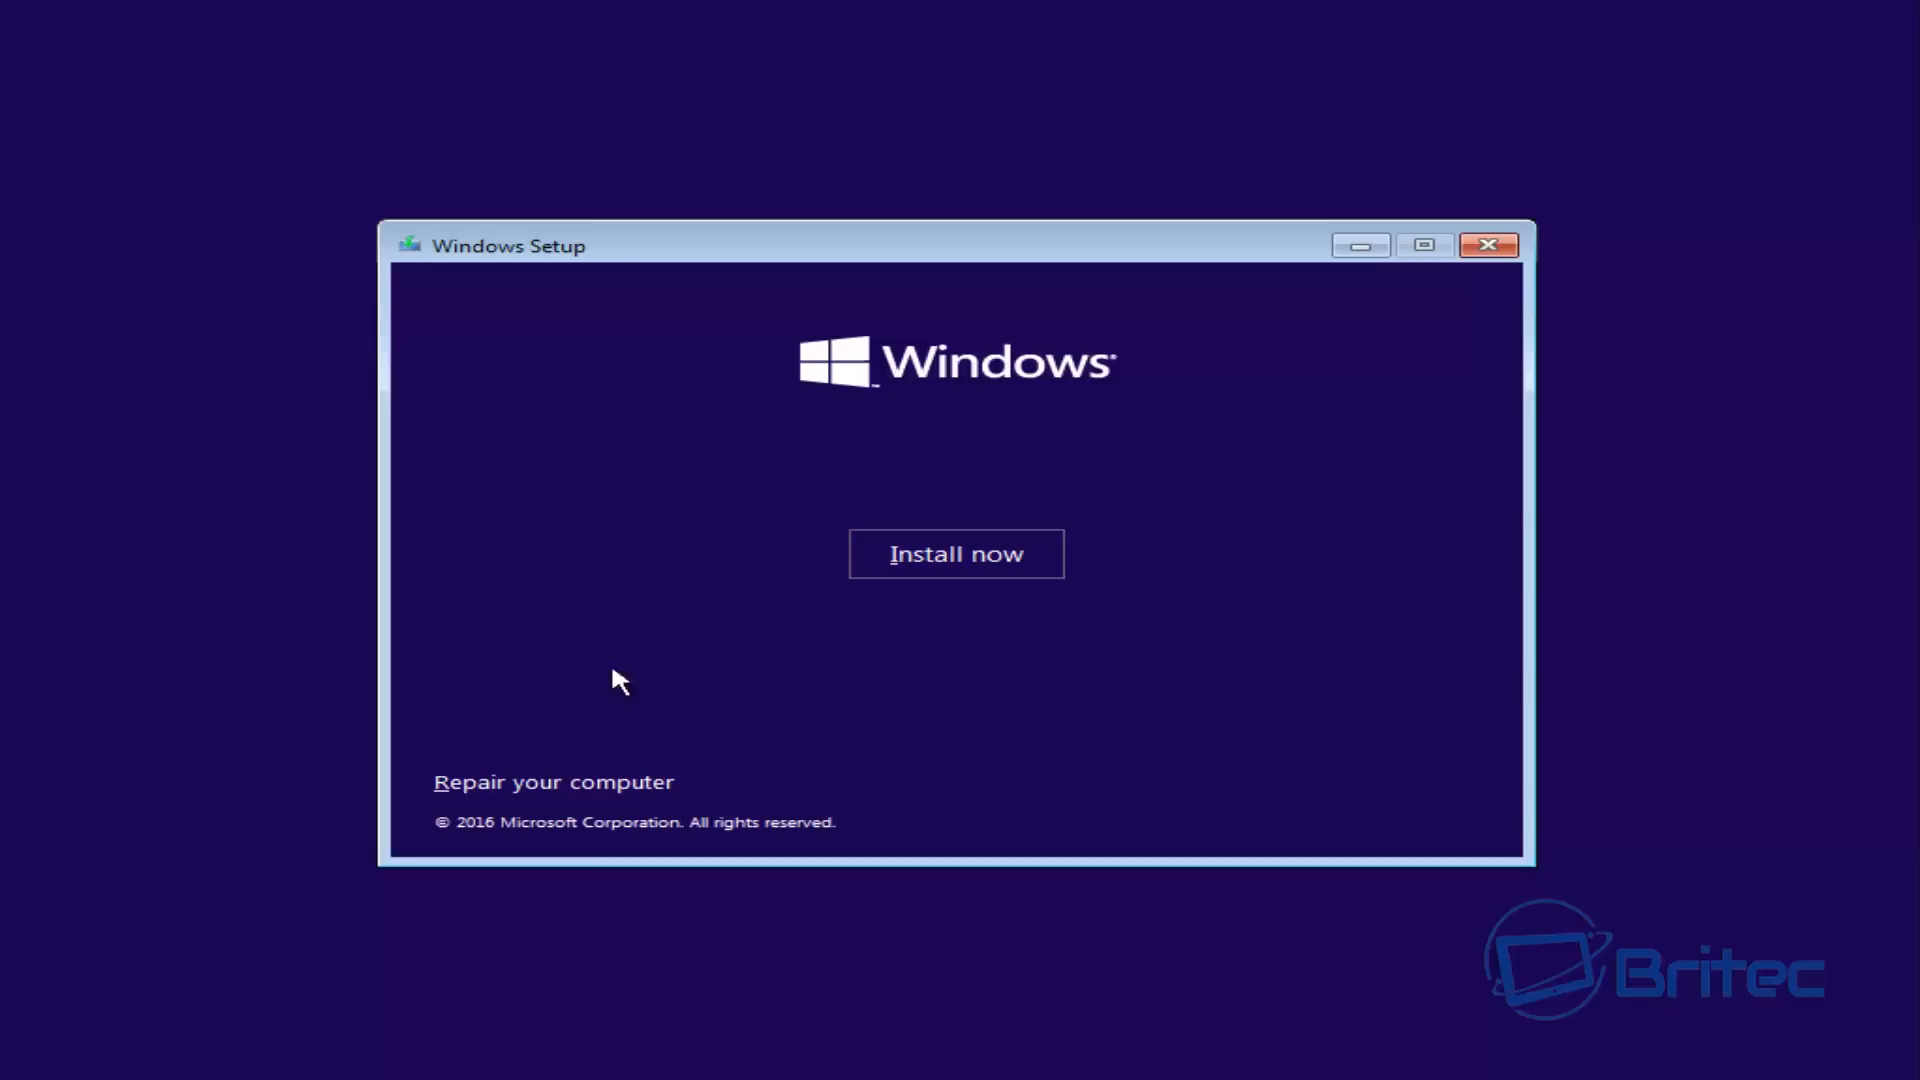 Windows Setup
Windows
Install now
Repair your computer
© 2016 Microsoft Corporation. All rights reserved.
Britec